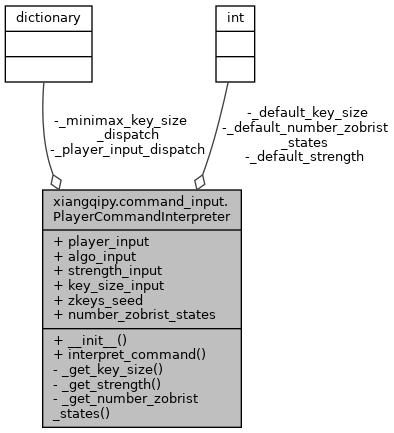 dictionary
int
-_minimax_key_size
_dispatch
-_player_input_dispatch
-_default_key_size
-_default_number_zobrist
_states
-_default_strength
xiangqipy.command_input.
PlayerCommandInterpreter
+ player_input
+ algo_input
+ strength_input
+ key_size_input
+ zkeys_seed
+ number_zobrist_states
+ __init__()
+ interpret_command()
- _get_key_size()
- _get_strength()
- _get_number_zobrist
_states()